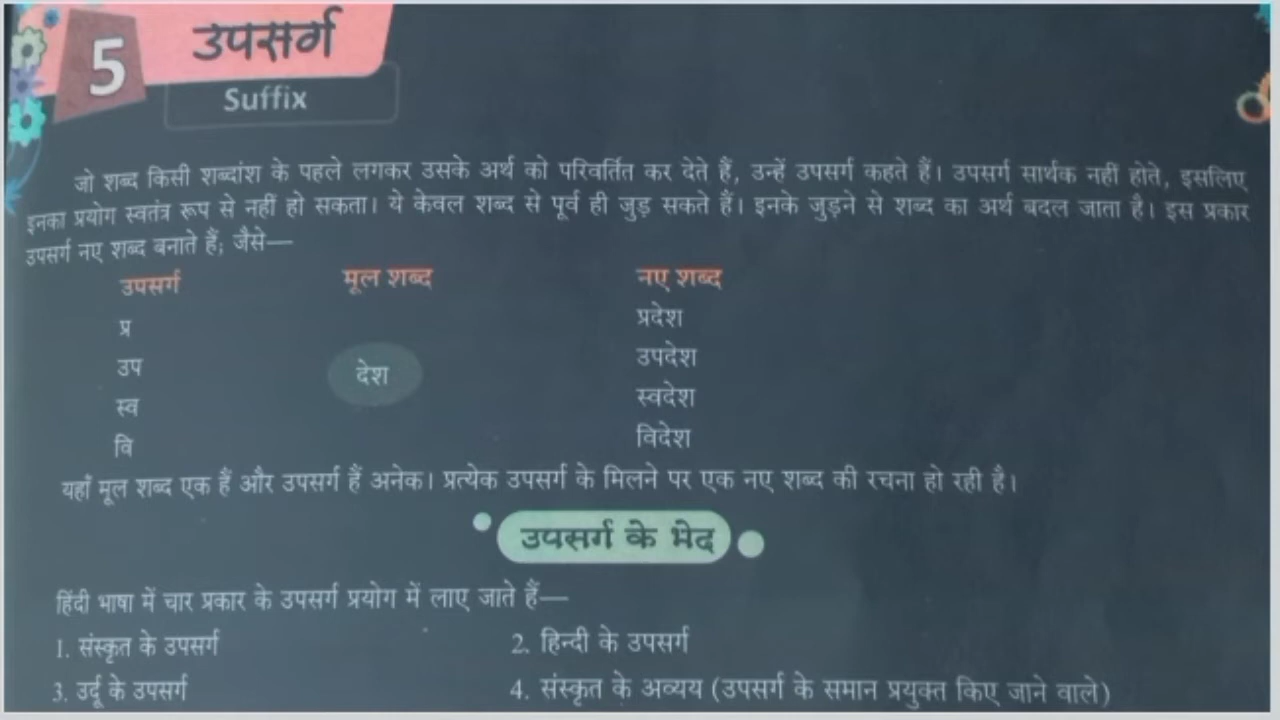 5
उपसर्ग
Suffix
जो शब्द किसी शब्दांश के पहले लगकर उसके अर्थ को परिवर्तित कर देते हैं, उन्हें उपसर्ग कहते हैं। उपसर्ग सार्थक नहीं होते, इसलिए
इनका प्रयोग स्वतंत्र रूप से नहीं हो सकता। ये केवल शब्द से पूर्व ही जुड़ सकते हैं। इनके जुड़ने से शब्द का अर्थ बदल जाता है। इस प्रकार
उपसर्ग नए शब्द बनाते हैं; जैसे—
उपसर्ग मूल शब्द नए शब्द
प्र प्रदेश
उप देश उपदेश
स्व स्वदेश
वि विदेश
यहाँ मूल शब्द एक हैं और उपसर्ग हैं अनेक। प्रत्येक उपसर्ग के मिलने पर एक नए शब्द की रचना हो रही है।
उपसर्ग के भेद
हिंदी भाषा में चार प्रकार के उपसर्ग प्रयोग में लाए जाते हैं—
1. संस्कृत के उपसर्ग 2. हिन्दी के उपसर्ग
3. उर्दू के उपसर्ग 4. संस्कृत के अव्यय (उपसर्ग के समान प्रयुक्त किए जाने वाले)